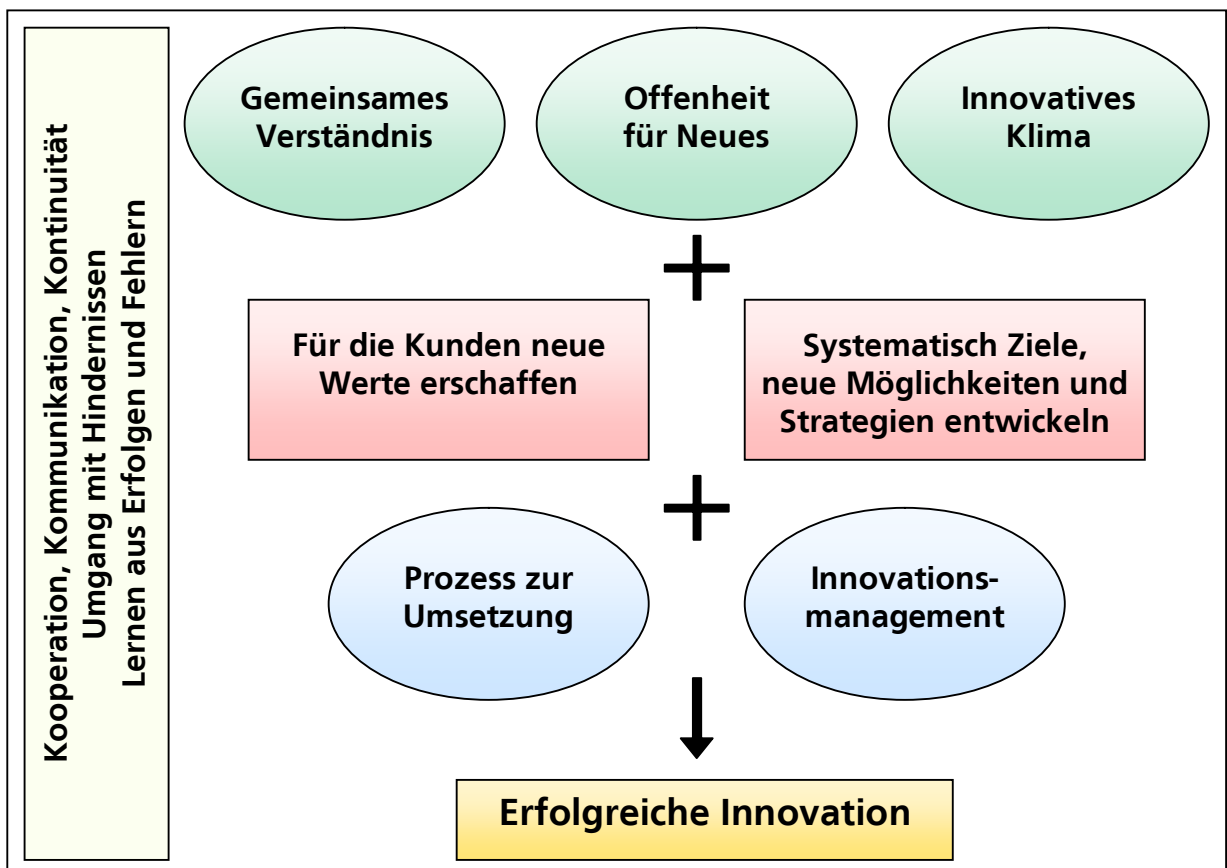 Kooperation, Kommunikation, Kontinuität
Umgang mit Hindernissen
Lernen aus Erfolgen und Fehlern
Gemeinsames
Verständnis
Offenheit
für Neues
Innovatives
Klima
Für die Kunden neue
Werte erschaffen
Systematisch Ziele,
neue Möglichkeiten und
Strategien entwickeln
Prozess zur
Umsetzung
Innovations-
management
Erfolgreiche Innovation